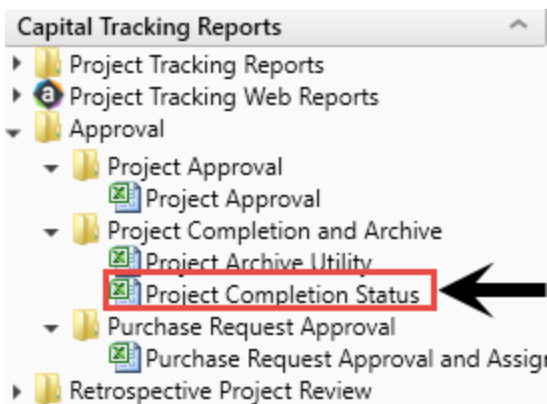 Capital Tracking Reports
Project Tracking Reports
Project Tracking Web Reports
Approval
Project Approval
Project Approval
Project Completion and Archive
Project Archive Utility
Project Completion Status
Purchase Request Approval
Purchase Request Approval and Assig
Retrospective Project Review